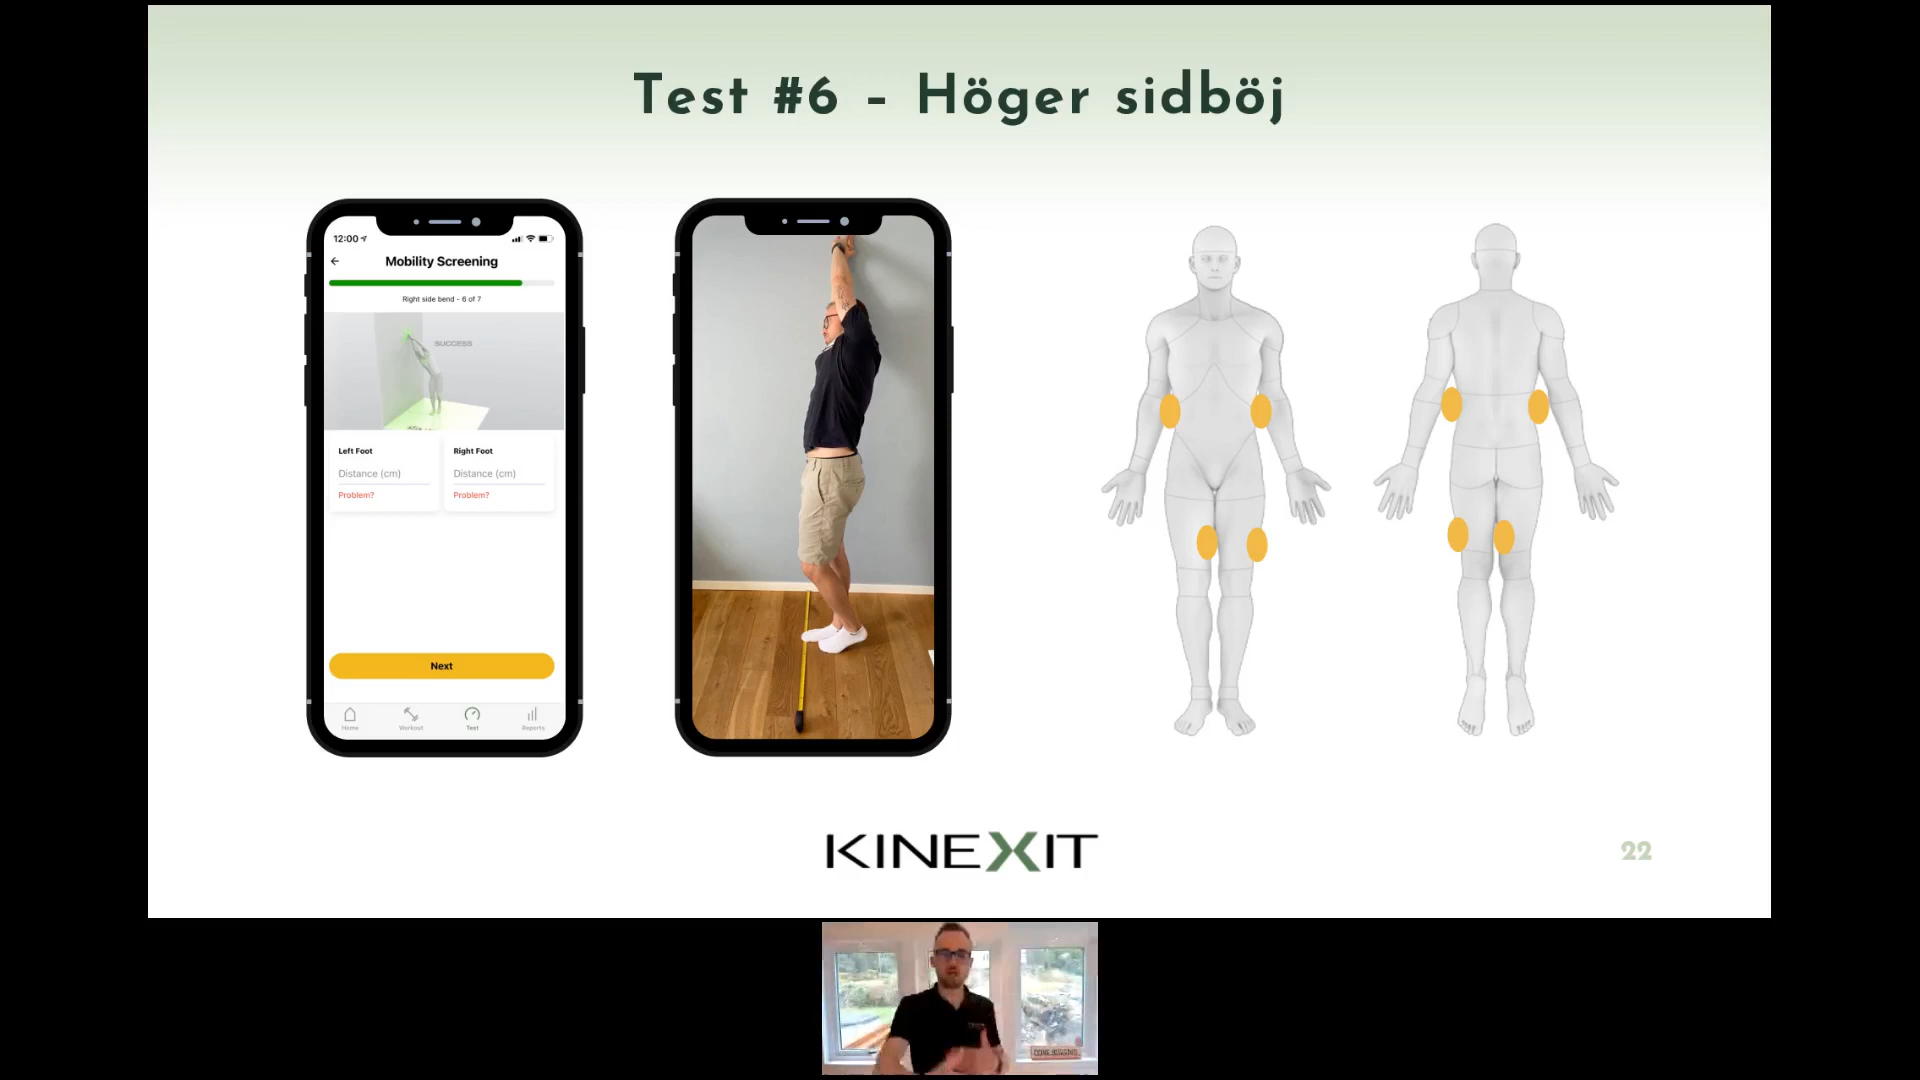 Test #6 – Höger sidböj
12:00
Mobility Screening
Right side bend - 6 of 7
SUCCESS
Left Foot
Right Foot
Distance (cm)
Distance (cm)
Problem?
Problem?
Next
Home
Workout
Test
Reports
KINEXIT
22